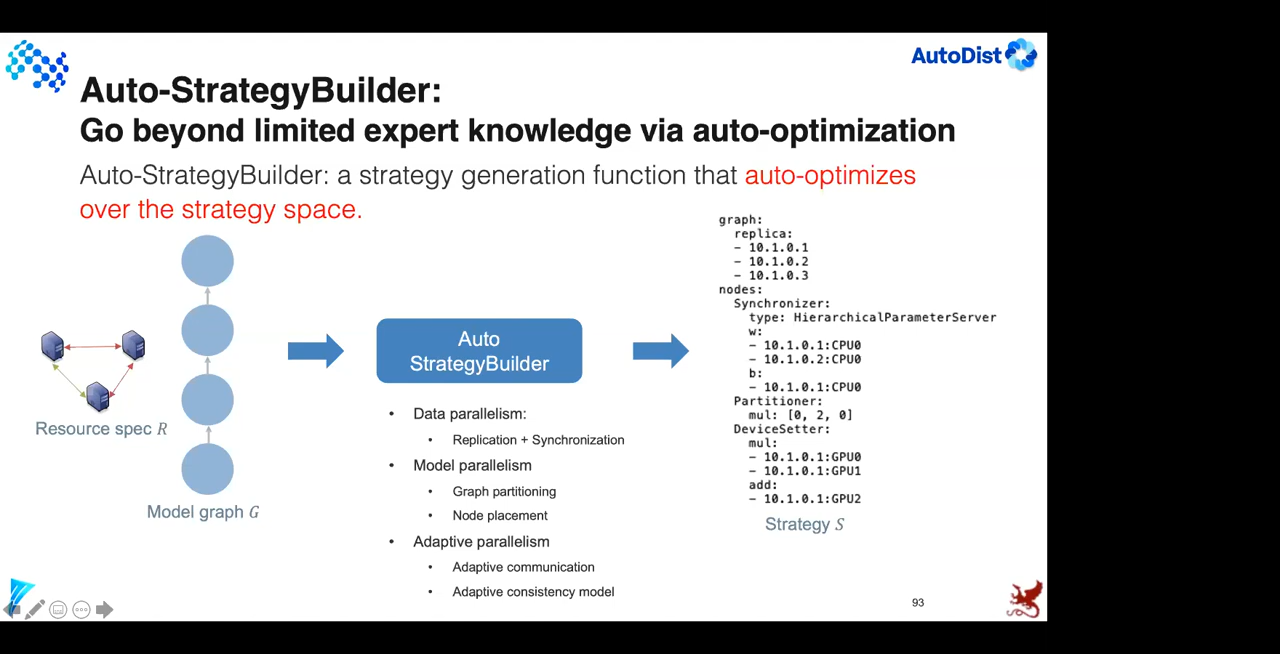 AutoDist
Auto-StrategyBuilder:
Go beyond limited expert knowledge via auto-optimization
Auto-StrategyBuilder: a strategy generation function that auto-optimizes
over the strategy space.
Resource spec R
Model graph G
Auto
StrategyBuilder
• Data parallelism:
• Replication + Synchronization
• Model parallelism
• Graph partitioning
• Node placement
• Adaptive parallelism
• Adaptive communication
• Adaptive consistency model
graph:
replica:
- 10.1.0.1
- 10.1.0.2
- 10.1.0.3
nodes:
Synchronizer:
type: HierarchicalParameterServer
w:
- 10.1.0.1:CPU0
- 10.1.0.2:CPU0
b:
- 10.1.0.1:CPU0
Partitioner:
mul: [0, 2, 0]
DeviceSetter:
mul:
- 10.1.0.1:GPU0
- 10.1.0.1:GPU1
add:
- 10.1.0.1:GPU2
Strategy S
93